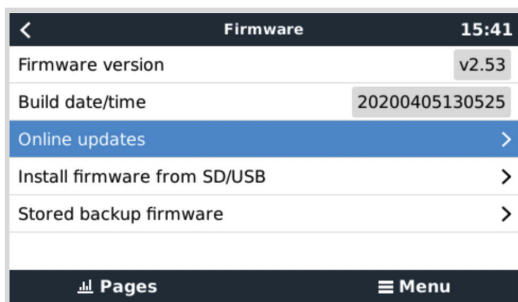 Firmware 15:41
Firmware version v2.53
Build date/time 20200405130525
Online updates
Install firmware from SD/USB
Stored backup firmware
Pages Menu